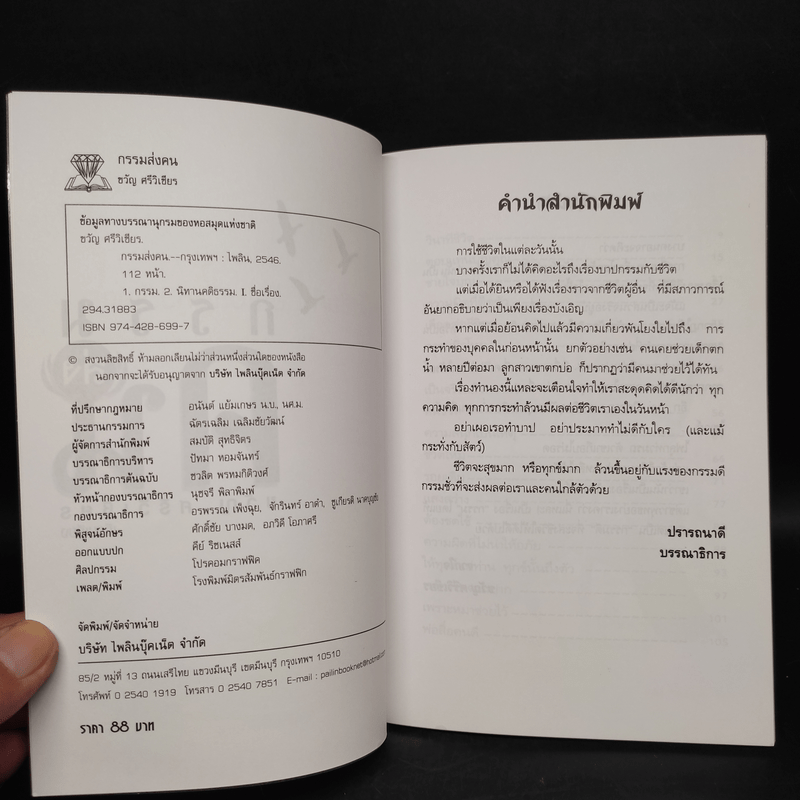 กรรมส่งคน
ขวัญ ศรีวิเชียร
ข้อมูลทางบรรณานุกรมของหอสมุดแห่งชาติ
ขวัญ ศรีวิเชียร.
กรรมส่งคน.--กรุงเทพฯ : ไพลิน, 2546.
112 หน้า.
1. กรรม. 2. นิทานคติธรรม. I. ชื่อเรื่อง.
294.31883
ISBN 974-428-699-7
© สงวนลิขสิทธิ์ ห้ามลอกเลียนไม่ว่าส่วนหนึ่งส่วนใดของหนังสือ
นอกจากจะได้รับอนุญาตจาก บริษัท ไพลินบุ๊คเน็ต จำกัด
ที่ปรึกษากฎหมาย อนันต์ แย้มเกษร น.บ., นศ.ม.
ประธานกรรมการ ฉัตรเฉลิม เฉลิมชัยวัฒน์
ผู้จัดการสำนักพิมพ์ สมบัติ สุทธิจิตร
บรรณาธิการบริหาร ปัทมา หอมจันทร์
บรรณาธิการต้นฉบับ ชวลิต พรหมกิติวงศ์
หัวหน้ากองบรรณาธิการ นุชจรี พิลาพิมพ์
กองบรรณาธิการ อรพรรณ เพ็งฉุย, จักรินทร์ อาดำ, ชูเกียรติ
พิสูจน์อักษร ศักดิ์ชัย บางมด, อภวิดี โอภาศรี
ออกแบบปก คีย์ ริชเนสส์
ศิลปกรรม โปรคอมกราฟฟิค
เพลต/พิมพ์ โรงพิมพ์มิตรสัมพันธ์กราฟฟิก
จัดพิมพ์/จัดจำหน่าย
บริษัท ไพลินบุ๊คเน็ต จำกัด
85/2 หมู่ที่ 13 ถนนเสรีไทย แขวงมีนบุรี เขตมีนบุรี กรุงเทพฯ 10510
โทรศัพท์ 0 2540 1919 โทรสาร 0 2540 7851 E-mail : pailinbooknet@hotmail.com
ราคา 88 บาท
คำนำสำนักพิมพ์
การใช้ชีวิตในแต่ละวันนั้น
บางครั้งเราก็ไม่ได้คิดอะไรถึงเรื่องบาปกรรมกับชีวิต
แต่เมื่อได้ยินหรือได้ฟังเรื่องราวจากชีวิตผู้อื่น ที่มีสภาวการณ์
อันยากอธิบายว่าเป็นเพียงเรื่องบังเอิญ
หากแต่เมื่อย้อนคิดไปแล้วมีความเกี่ยวพันโยงใยไปถึง การ
กระทำของบุคคลในก่อนหน้านั้น ยกตัวอย่างเช่น คนเคยช่วยเด็กตก
น้ำ หลายปีต่อมา ลูกสาวเขาตกบ่อ ก็ปรากฏว่ามีคนมาช่วยไว้ได้ทัน
เรื่องทำนองนี้แหละจะเตือนใจทำให้เราสะดุดคิดได้ดีนักว่า ทุก
ความคิด ทุกการกระทำล้วนมีผลต่อชีวิตเราเองในวันหน้า
อย่าเผอเรอทำบาป อย่าประมาททำไม่ดีกับใคร (และแม้
กระทั่งกับสัตว์)
ชีวิตจะสุขมาก หรือทุกข์มาก ล้วนขึ้นอยู่กับแรงของกรรมดี
กรรมชั่วที่จะส่งผลต่อเราและคนใกล้ตัวด้วย
ปรารถนาดี
บรรณาธิการ